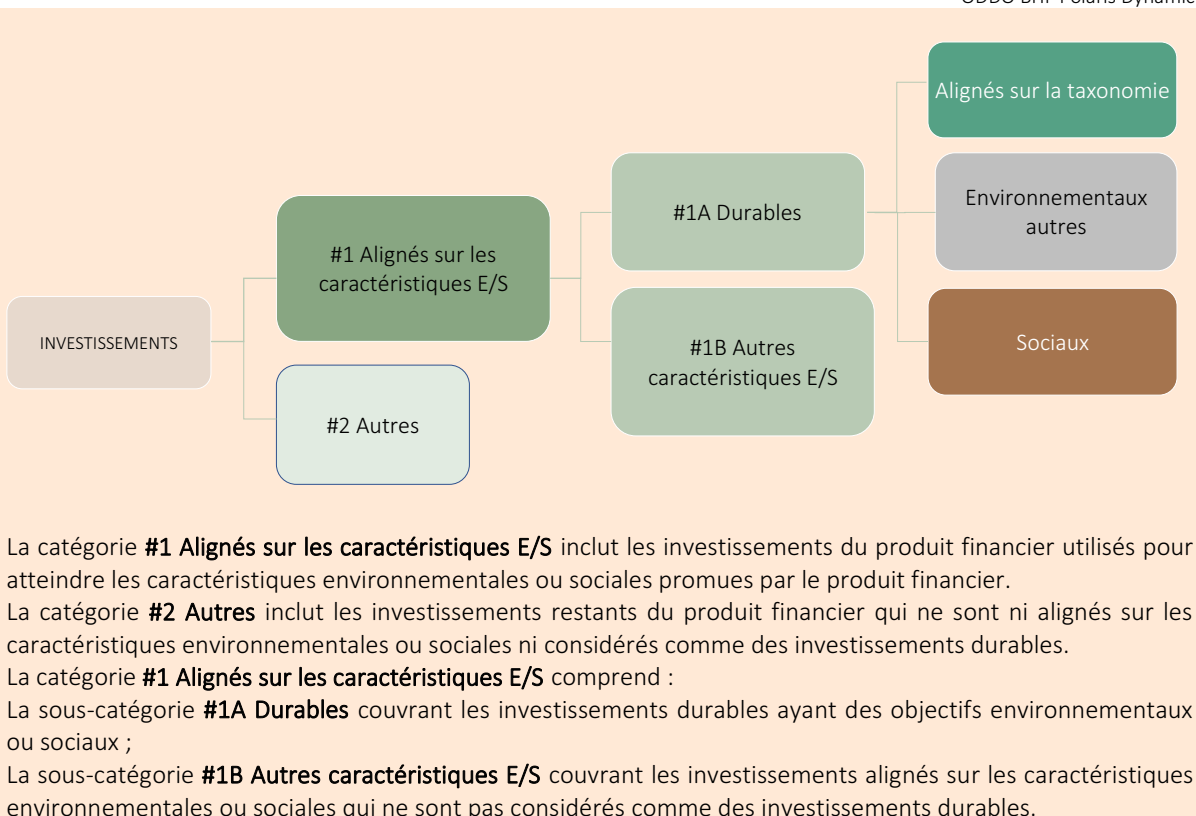 Alignés sur la taxonomie
Environnementaux
autres
#1A Durables
#1 Alignés sur les
caractéristiques E/S
INVESTISSEMENTS
#1B Autres
caractéristiques E/S
Sociaux
#2 Autres
La catégorie #1 Alignés sur les caractéristiques E/S inclut les investissements du produit financier utilisés pour
atteindre les caractéristiques environnementales ou sociales promues par le produit financier.
La catégorie #2 Autres inclut les investissements restants du produit financier qui ne sont ni alignés sur les
caractéristiques environnementales ou sociales ni considérés comme des investissements durables.
La catégorie #1 Alignés sur les caractéristiques E/S comprend :
La sous-catégorie #1A Durables couvrant les investissements durables ayant des objectifs environnementaux
ou sociaux ;
La sous-catégorie #1B Autres caractéristiques E/S couvrant les investissements alignés sur les caractéristiques
environnementales ou sociales qui ne sont pas considérés comme des investissements durables.